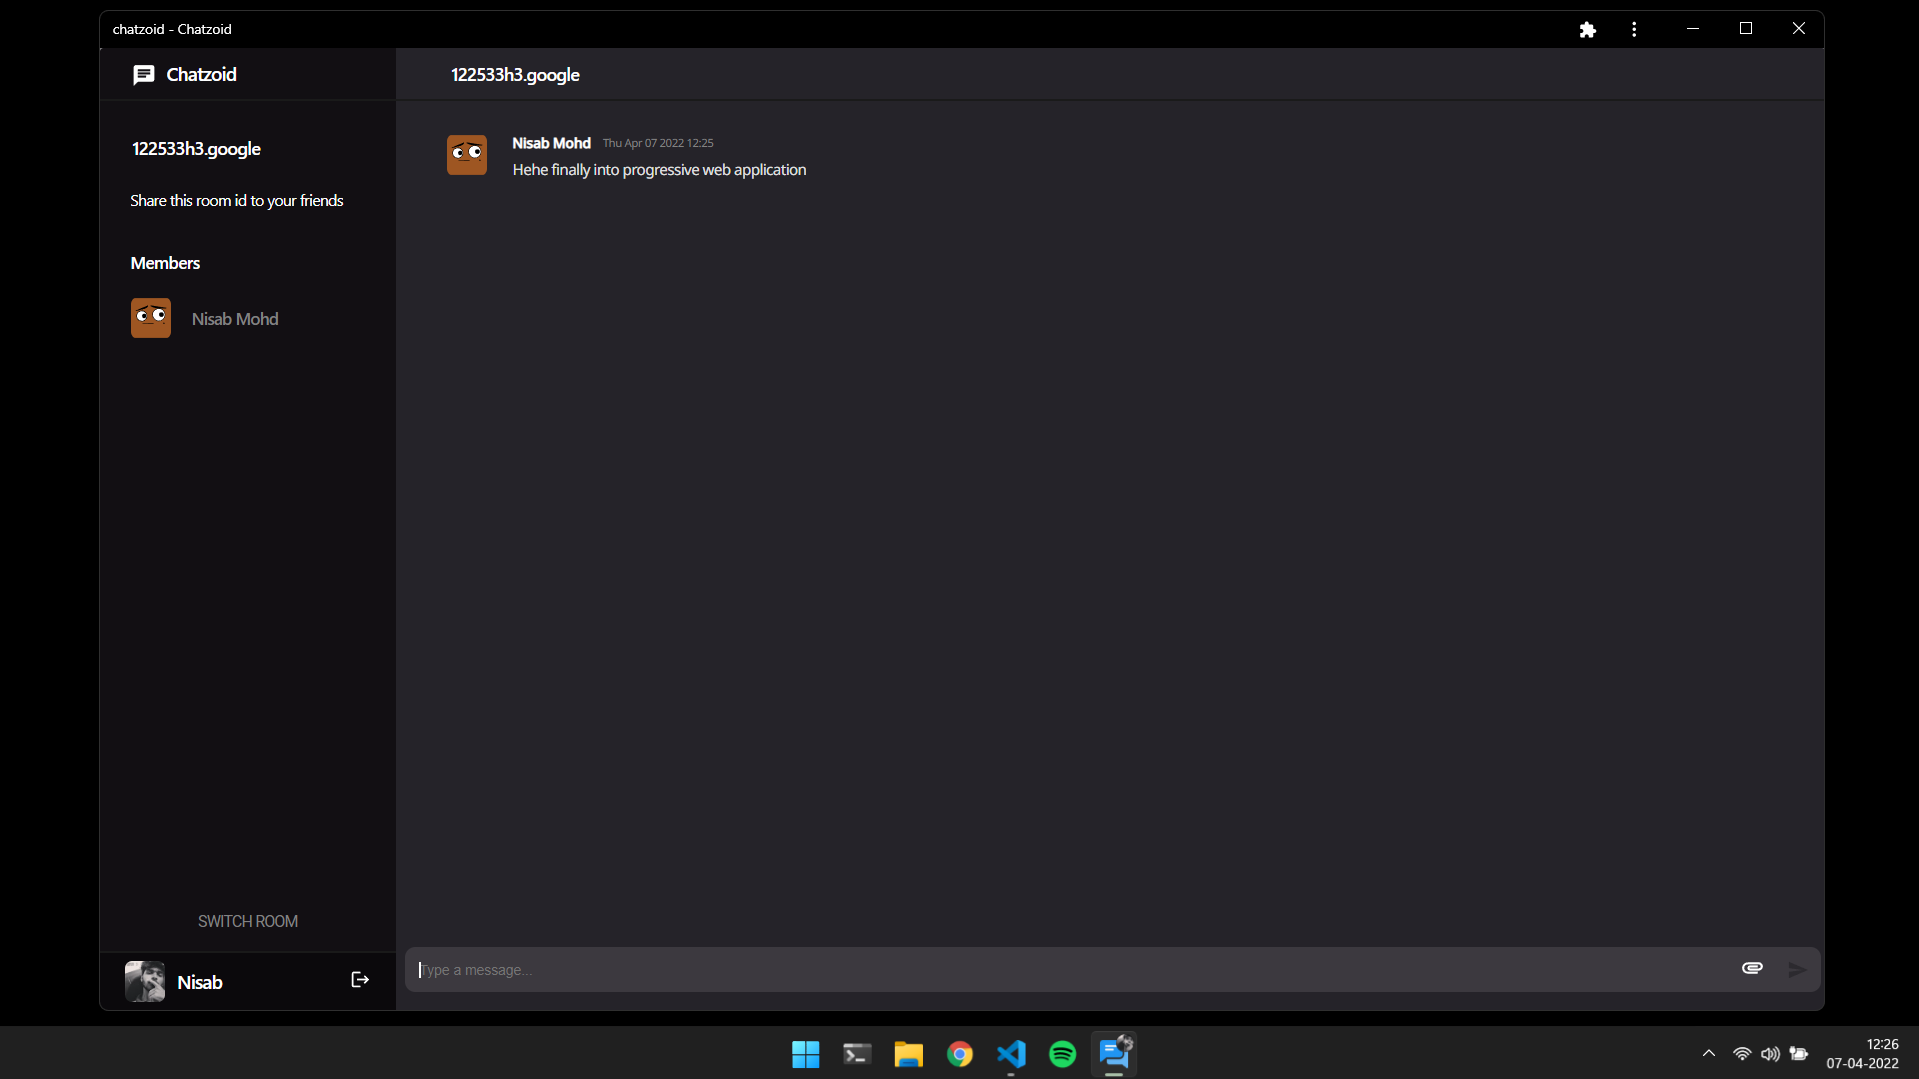 chatzoid - Chatzoid
Chatzoid
122533h3.google
122533h3.google
Share this room id to your friends
Members
Nisab Mohd
Nisab Mohd Thu Apr 07 2022 12:25
Hehe finally into progressive web application
SWITCH ROOM
Nisab
Type a message...
12:26
07-04-2022